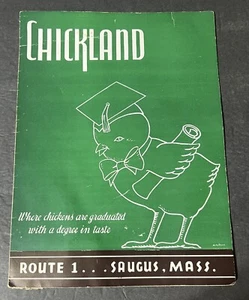 CHICKLAND
Where chickens are graduated
with a degree in taste
ROUTE 1... SAUGUS, MASS.